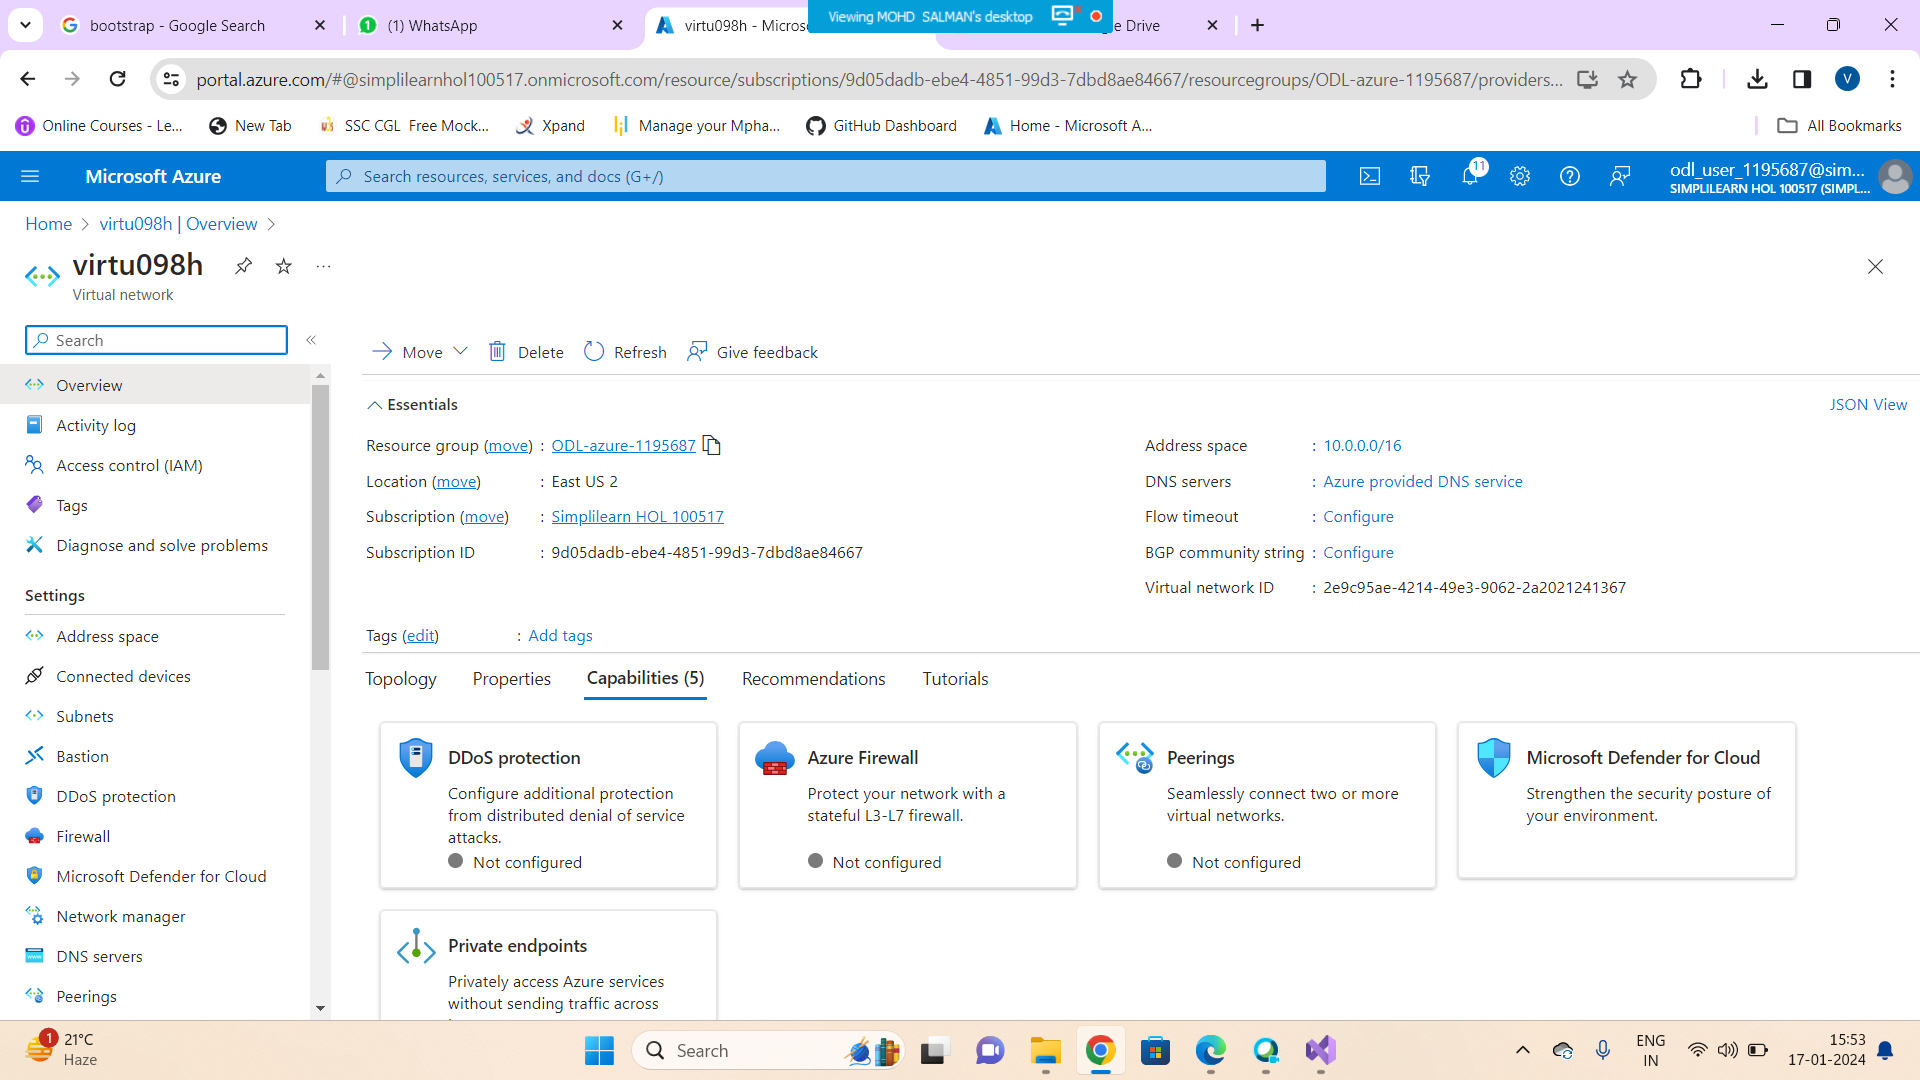 bootstrap - Google Search
(1) WhatsApp
virtu098h - Micros
Viewing MOHD SALMAN's desktop
e Drive
portal.azure.com/#@simplilearnhol100517.onmicrosoft.com/resource/subscriptions/9d05dadb-ebe4-4851-99d3-7dbd8ae84667/resourcegroups/ODL-azure-1195687/providers...
V
Online Courses - Le...
New Tab
SSC CGL Free Mock...
Xpand
Manage your Mpha...
GitHub Dashboard
Home - Microsoft A...
All Bookmarks
Microsoft Azure
Search resources, services, and docs (G+/)
11
odl_user_1195687@sim...
SIMPLILEARN HOL 100517 (SIMPL...
Home
virtu098h | Overview
virtu098h
Virtual network
Search
Overview
Activity log
Access control (IAM)
Tags
Diagnose and solve problems
Settings
Address space
Connected devices
Subnets
Bastion
DDoS protection
Firewall
Microsoft Defender for Cloud
Network manager
DNS servers
Peerings
Move
Delete
Refresh
Give feedback
Essentials
JSON View
Resource group (move) : ODL-azure-1195687
Location (move) : East US 2
Subscription (move) : Simplilearn HOL 100517
Subscription ID : 9d05dadb-ebe4-4851-99d3-7dbd8ae84667
Address space : 10.0.0.0/16
DNS servers : Azure provided DNS service
Flow timeout : Configure
BGP community string : Configure
Virtual network ID : 2e9c95ae-4214-49e3-9062-2a2021241367
Tags (edit) : Add tags
Topology
Properties
Capabilities (5)
Recommendations
Tutorials
DDoS protection
Configure additional protection
from distributed denial of service
attacks.
Not configured
Azure Firewall
Protect your network with a
stateful L3-L7 firewall.
Not configured
Peerings
Seamlessly connect two or more
virtual networks.
Not configured
Microsoft Defender for Cloud
Strengthen the security posture of
your environment.
Private endpoints
Privately access Azure services
without sending traffic across
1
21°C
Haze
Search
ENG
IN
15:53
17-01-2024